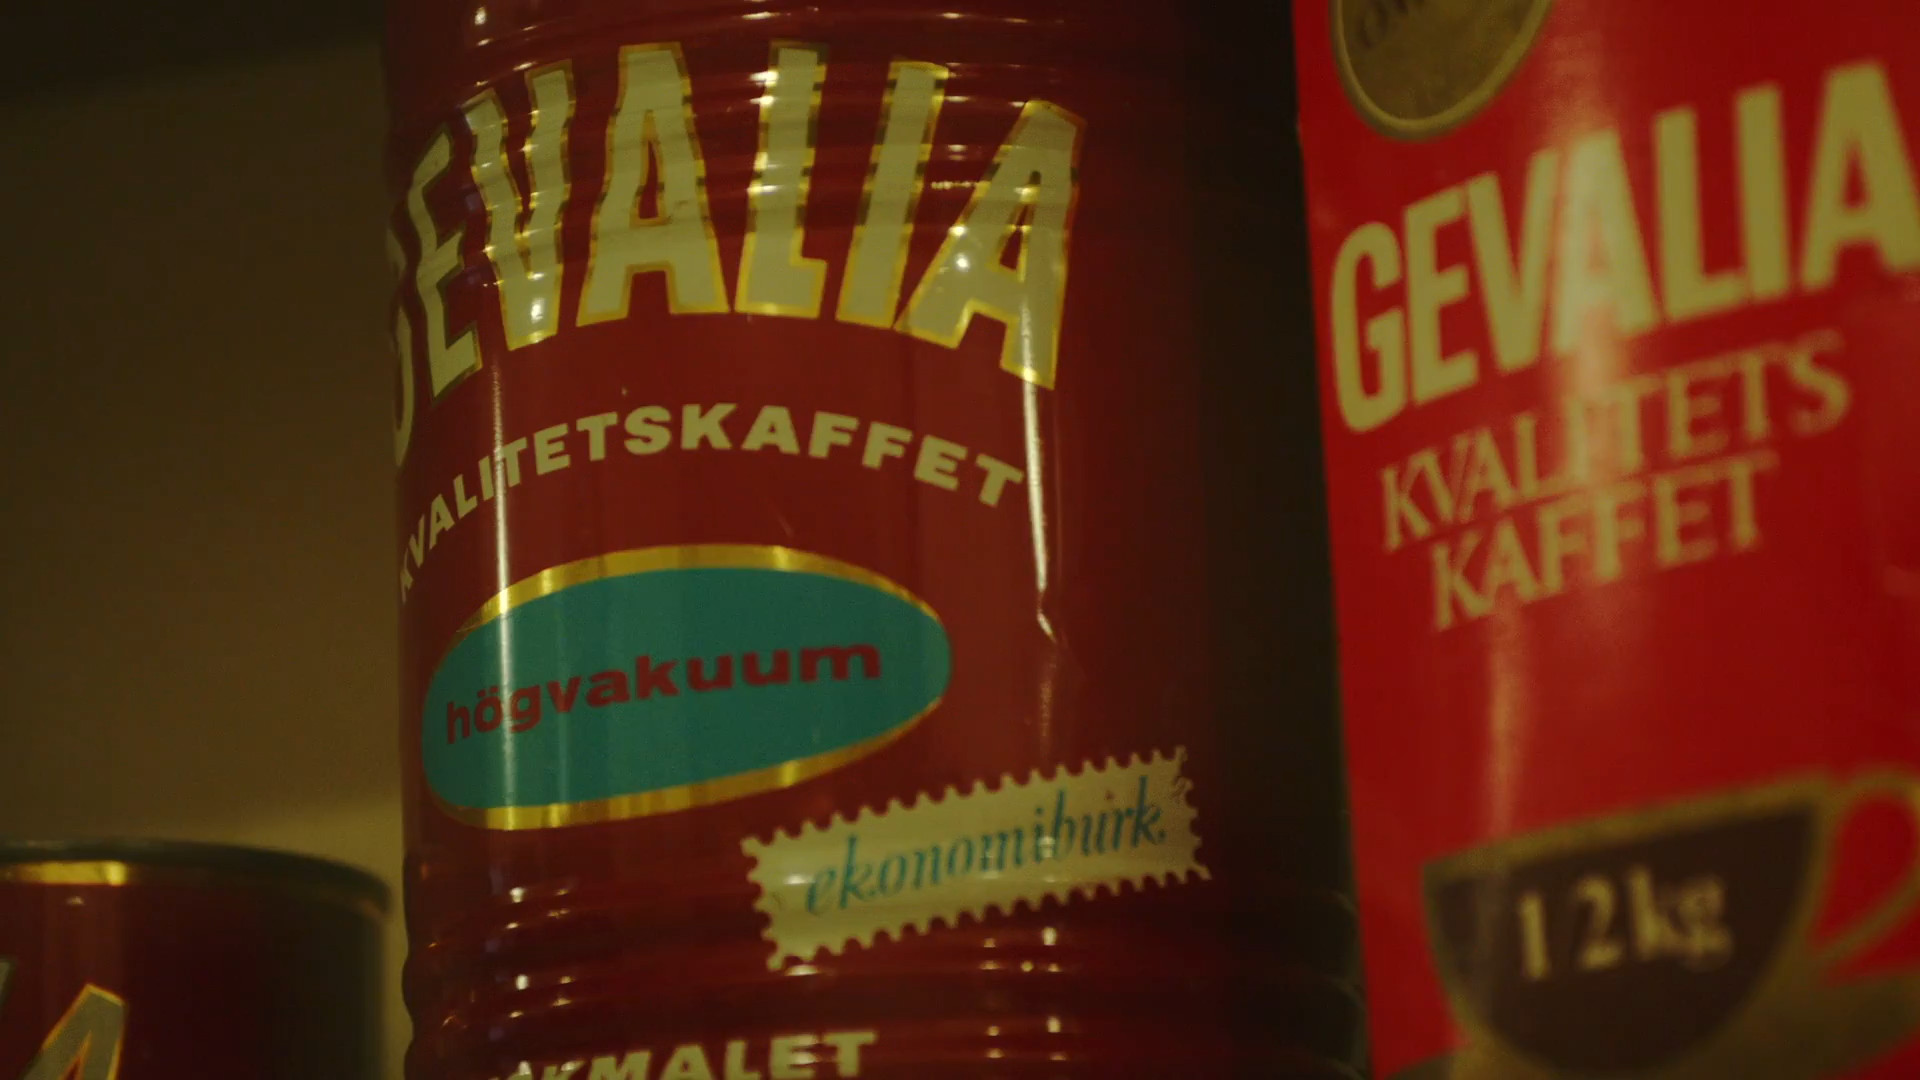 GEVALIA
KVALITETSKAFFET
högvakuum
ekonomiburk
GEVALIA
KVALITETS
KAFFET
1 2 kg